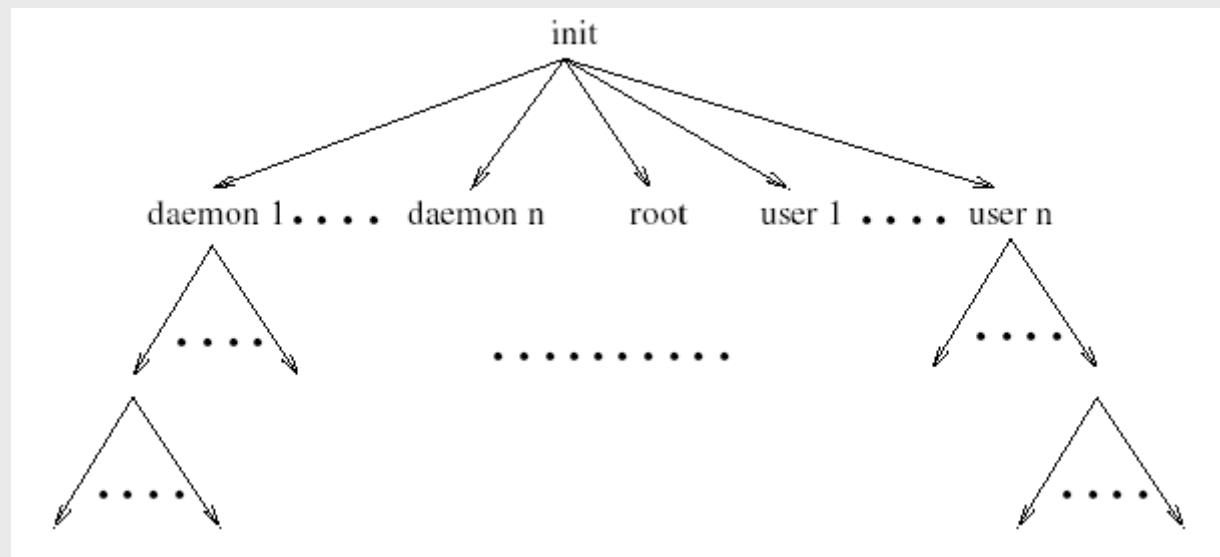 init
daemon 1 .... daemon n root user 1 .... user n